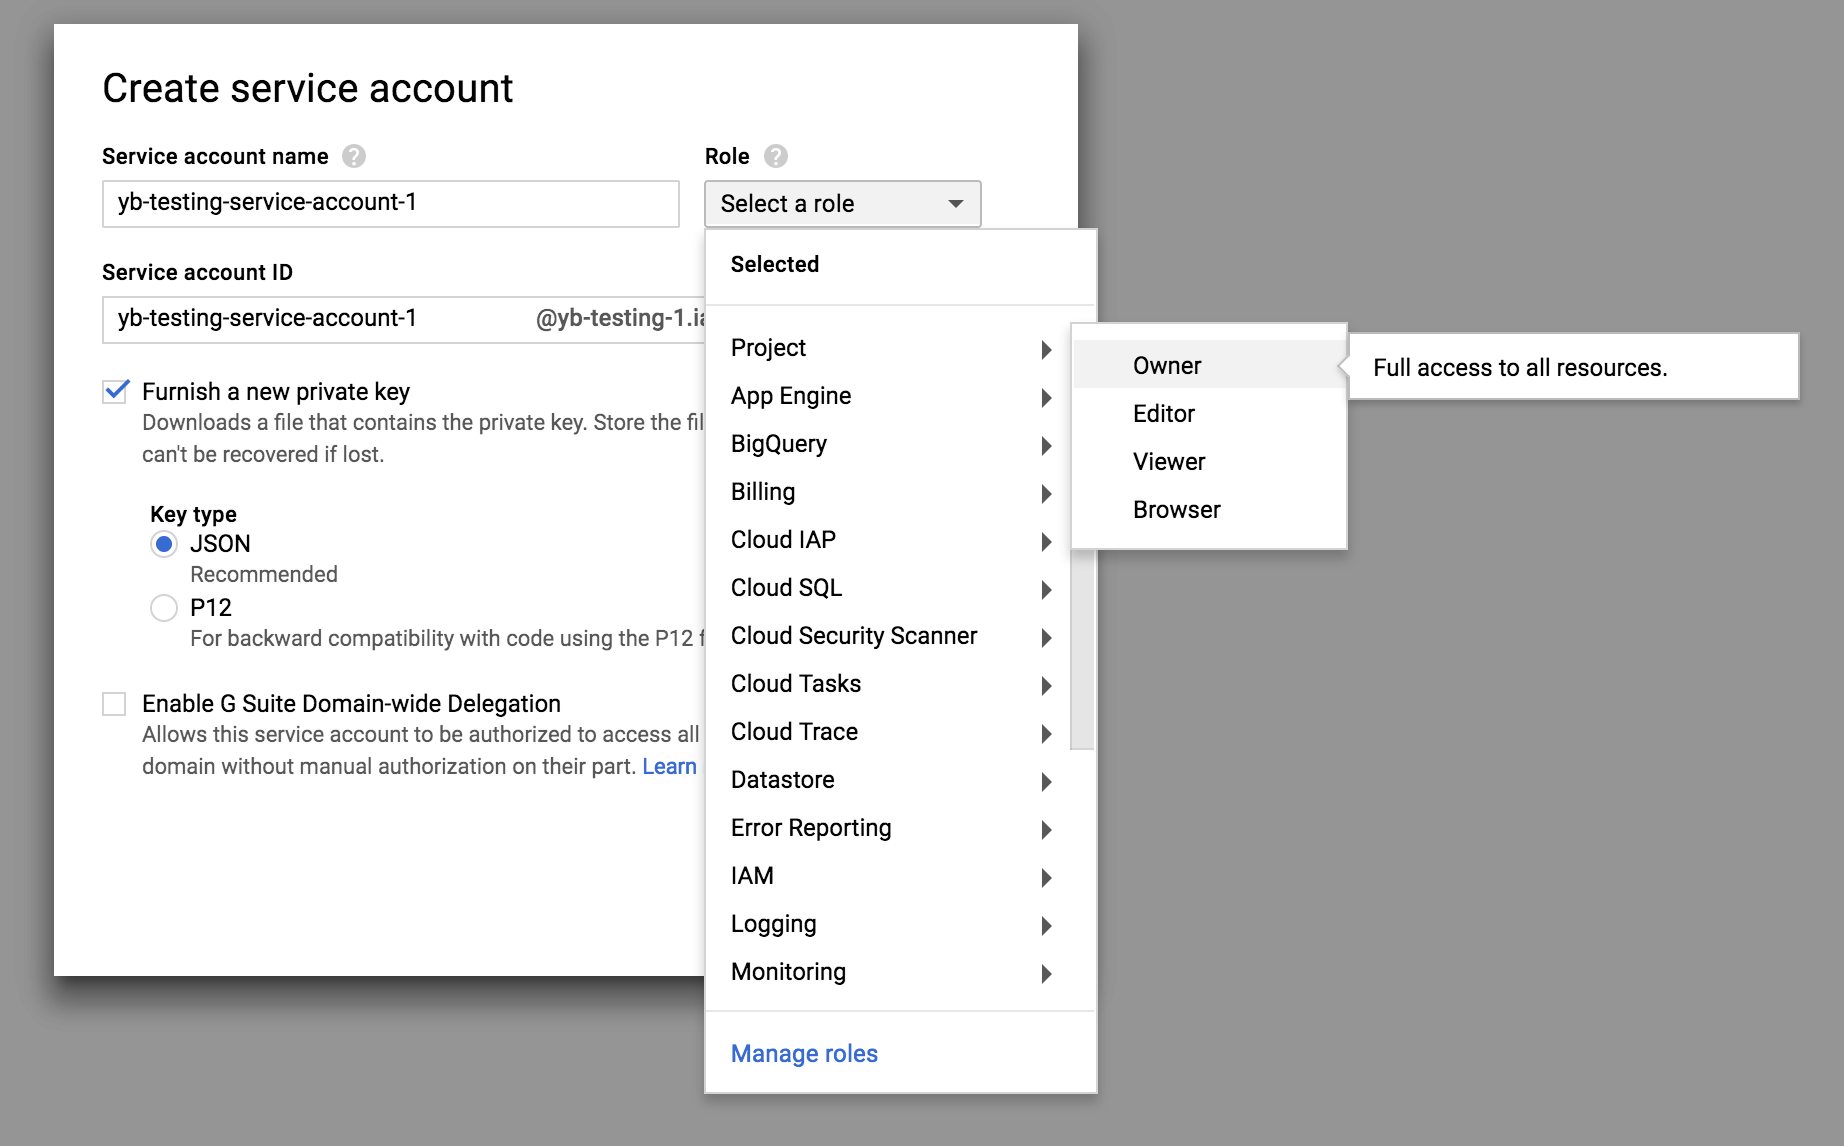 Create service account
Service account name ?
Role ?
yb-testing-service-account-1
Select a role
Service account ID
yb-testing-service-account-1 @yb-testing-1.ia
Furnish a new private key
Downloads a file that contains the private key. Store the fil
can't be recovered if lost.
Key type
JSON
Recommended
P12
For backward compatibility with code using the P12 f
Enable G Suite Domain-wide Delegation
Allows this service account to be authorized to access all
domain without manual authorization on their part. Learn
Selected
Project
App Engine
BigQuery
Billing
Cloud IAP
Cloud SQL
Cloud Security Scanner
Cloud Tasks
Cloud Trace
Datastore
Error Reporting
IAM
Logging
Monitoring
Manage roles
Owner
Editor
Viewer
Browser
Full access to all resources.